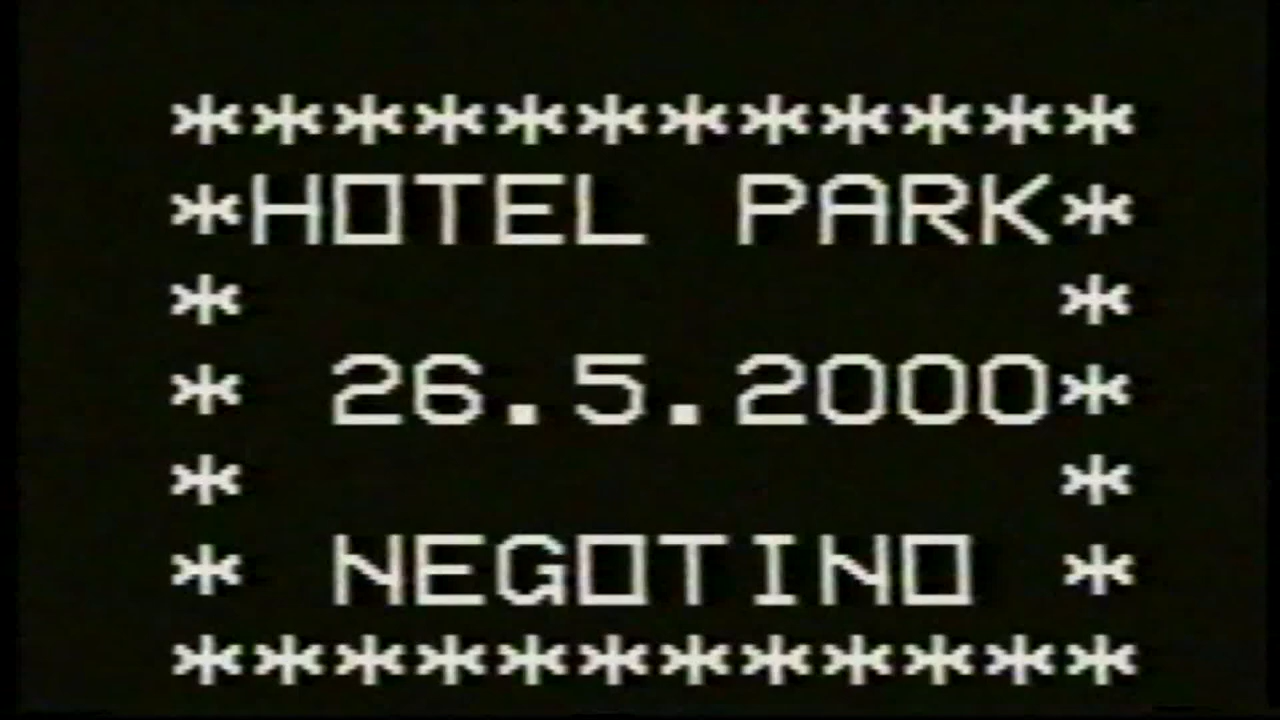 ************
*HOTEL PARK*
*          *
* 26.5.2000*
*          *
* NEGOTINO *
************